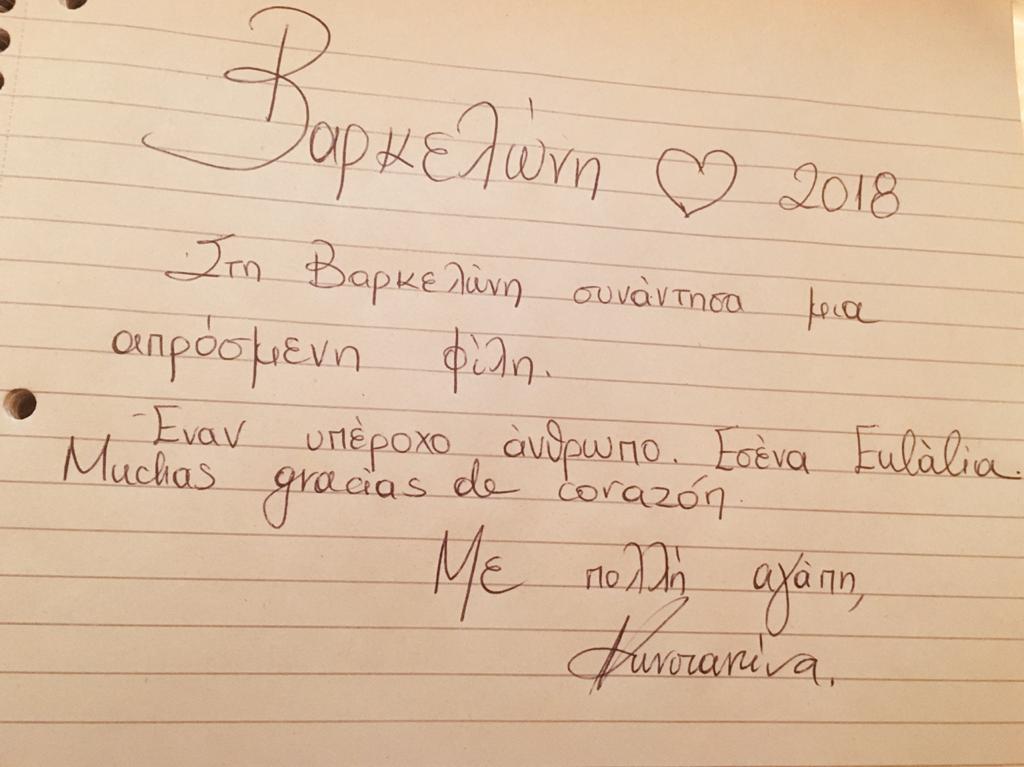 Βαρκελώνη ♡ 2018
Στη Βαρκελώνη συνάντησα μια
απρόσμενη φίλη.
Έναν υπέροχο άνθρωπο. Εσένα Eulàlia.
Muchas gracias de corazón.
Με πολλή αγάπη,
Κωνσταντίνα.